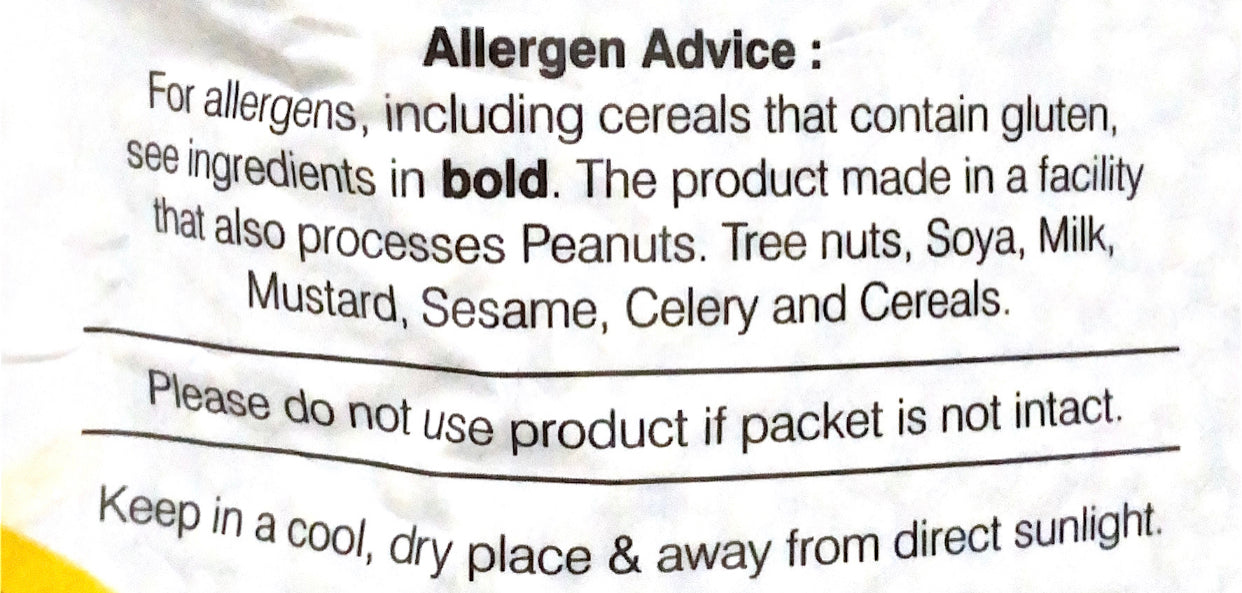 Allergen Advice :
For allergens, including cereals that contain gluten,
see ingredients in bold. The product made in a facility
that also processes Peanuts. Tree nuts, Soya, Milk,
Mustard, Sesame, Celery and Cereals.
Please do not use product if packet is not intact.
Keep in a cool, dry place & away from direct sunlight.